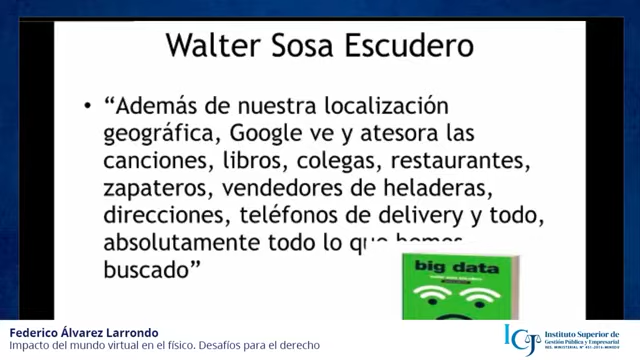 Walter Sosa Escudero
• “Además de nuestra localización
geográfica, Google ve y atesora las
canciones, libros, colegas, restaurantes,
zapateros, vendedores de heladeras,
direcciones, teléfonos de delivery y todo,
absolutamente todo lo que hemos
buscado”
big data
Federico Álvarez Larrondo
Impacto del mundo virtual en el físico. Desafíos para el derecho
ICJ
Instituto Superior de
Gestión Pública y Empresarial